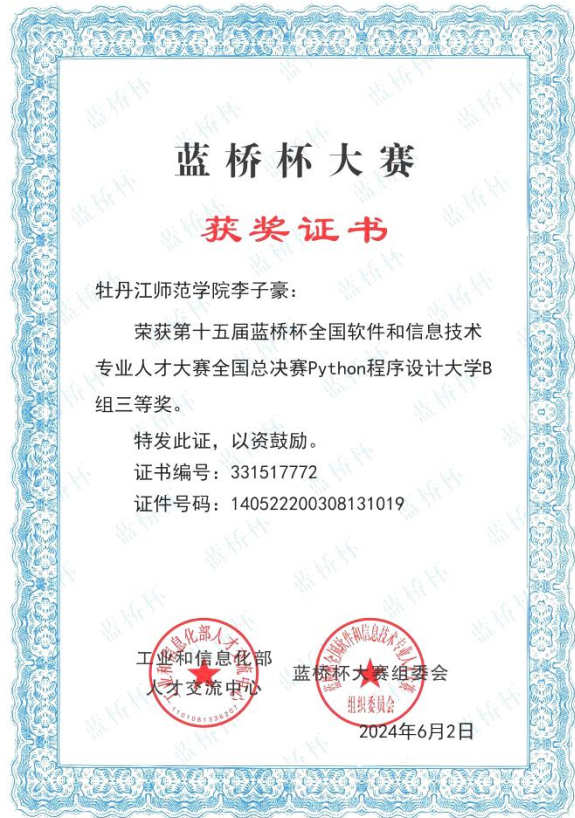 蓝桥杯大赛
获奖证书
牡丹江师范学院李子豪：
荣获第十五届蓝桥杯全国软件和信息技术
专业人才大赛全国总决赛Python程序设计大学B
组三等奖。
特发此证，以资鼓励。
证书编号：331517772
证件号码：140522200308131019
工业和信息化部
人才交流中心
蓝桥杯大赛组委会
组织委员会
2024年6月2日